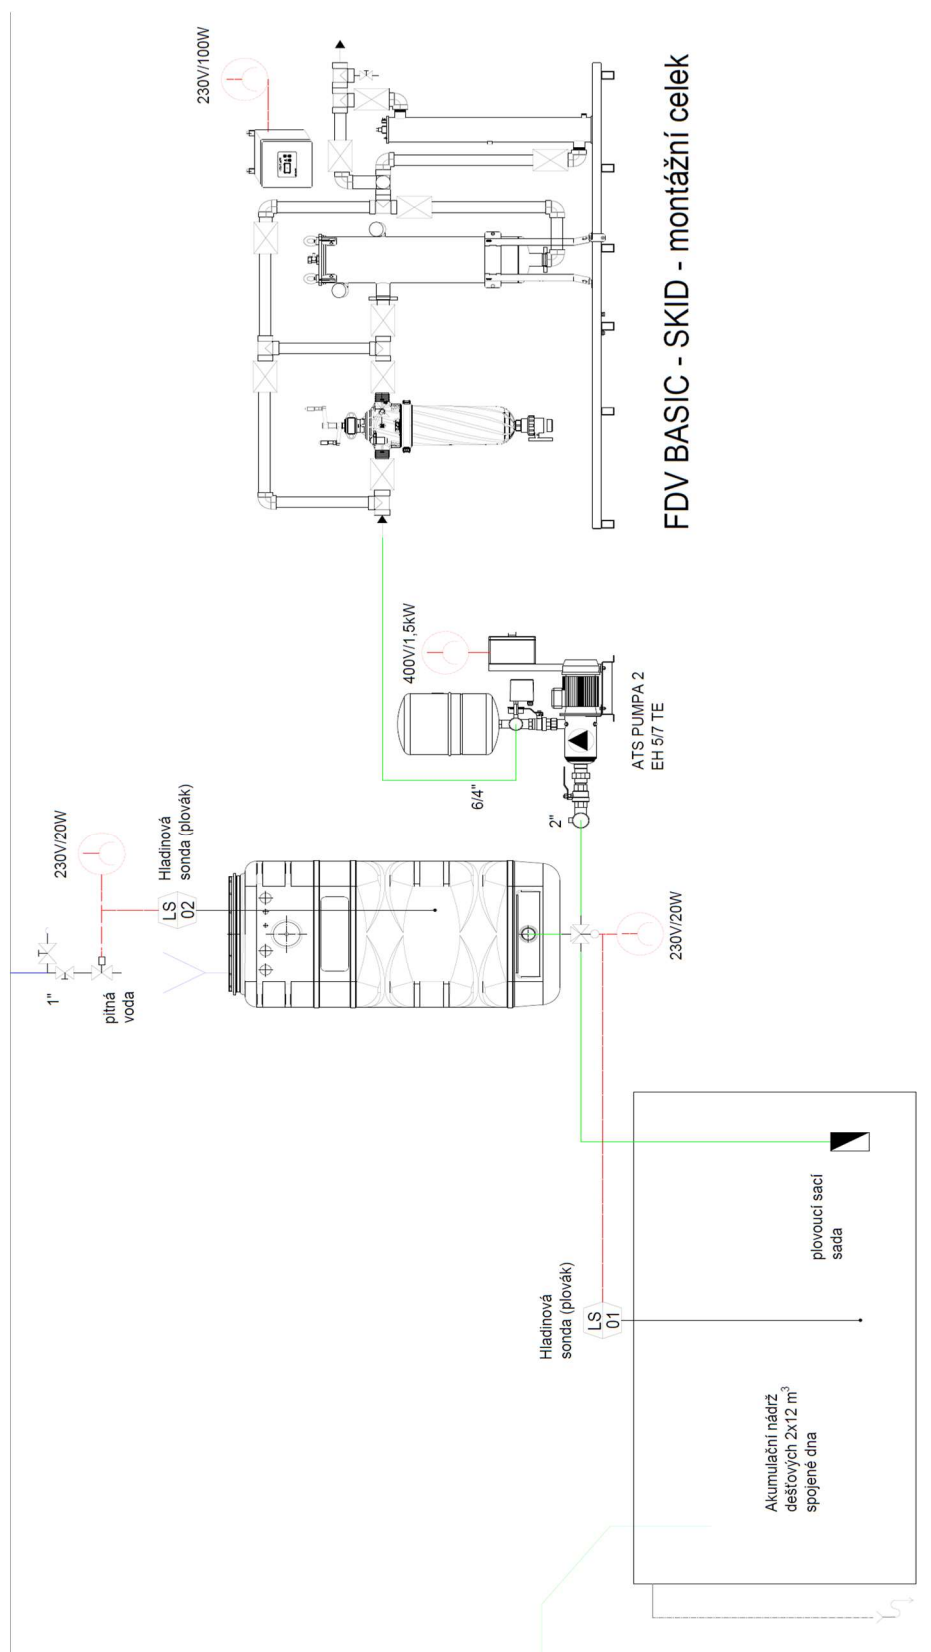 Akumulační nádrž
dešťových 2x12 m³
spojené dna
Hladinová
sonda (plovák)
LS
01
plovoucí sací
sada
1"
pitná
voda
230V/20W
Hladinová
sonda (plovák)
LS
02
230V/20W
2"
6/4"
ATS PUMPA 2
EH 5/7 TE
400V/1,5kW
230V/100W
FDV BASIC - SKID - montážní celek